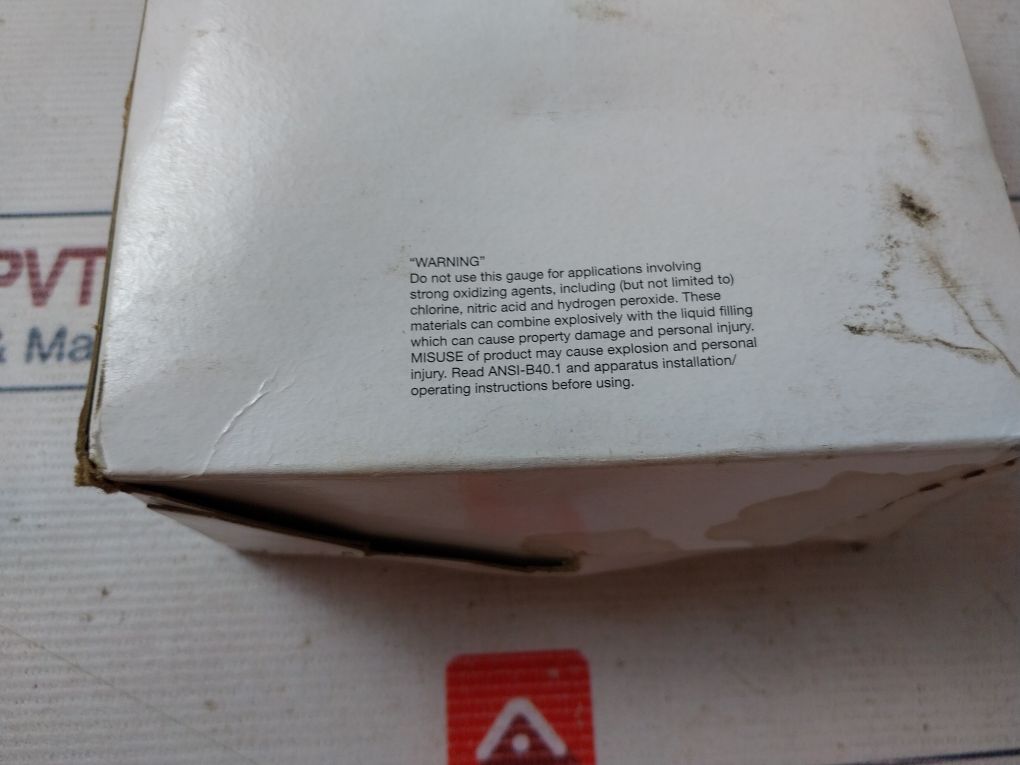 PVT
& Ma
“WARNING”
Do not use this gauge for applications involving
strong oxidizing agents, including (but not limited to)
chlorine, nitric acid and hydrogen peroxide. These
materials can combine explosively with the liquid filling
which can cause property damage and personal injury.
MISUSE of product may cause explosion and personal
injury. Read ANSI-B40.1 and apparatus installation/
operating instructions before using.